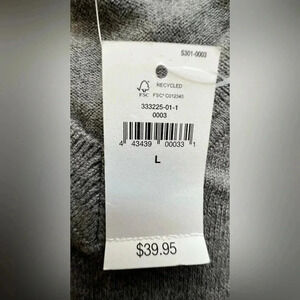 5301-0003
RECYCLED
FSC
FSC® C012345
333225-01-1
0003
4 43439 00033 1
L
$39.95